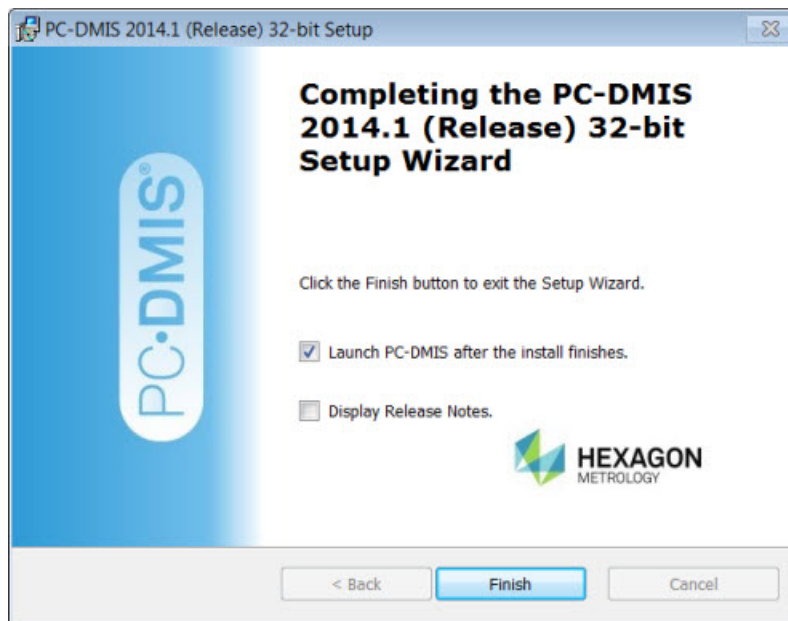 PC-DMIS 2014.1 (Release) 32-bit Setup
PC•DMIS®
Completing the PC-DMIS
2014.1 (Release) 32-bit
Setup Wizard
Click the Finish button to exit the Setup Wizard.
Launch PC-DMIS after the install finishes.
Display Release Notes.
HEXAGON
METROLOGY
< Back
Finish
Cancel